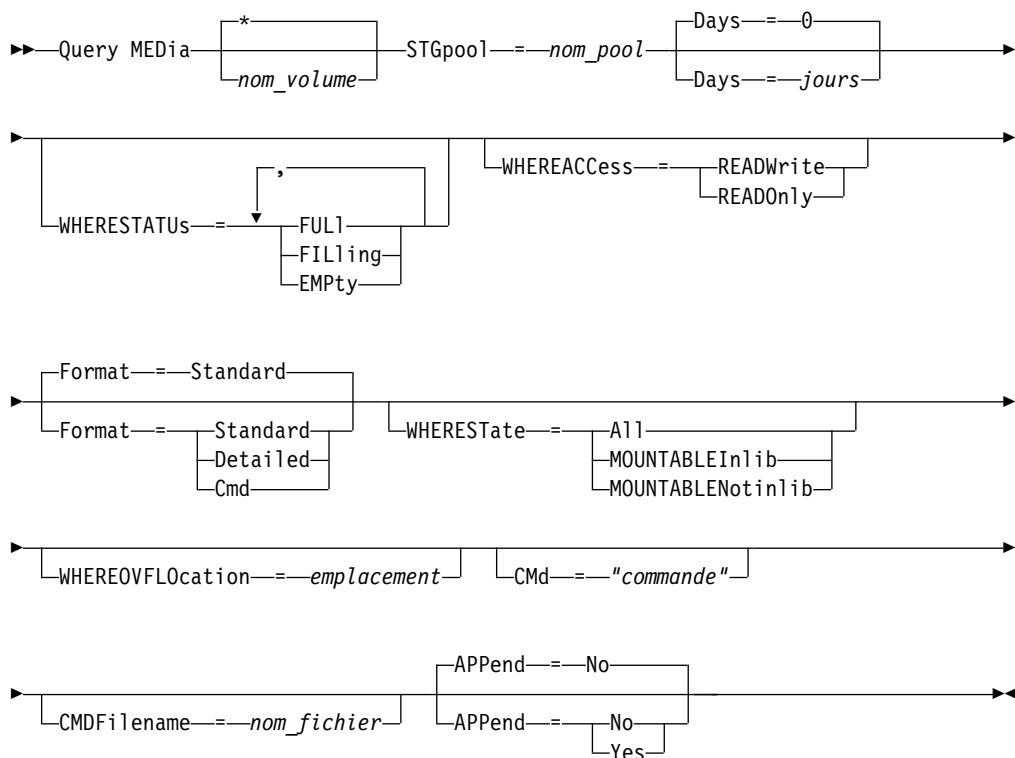 *
Days = 0
Query MEDia STGpool = nom_pool
nom_volume
Days = jours
,
WHEREACCess = READWrite
READOnly
WHERESTATUs = FULl
FILling
EMPty
Format = Standard
Format = Standard
Detailed
Cmd
WHERESTate = All
MOUNTABLEInlib
MOUNTABLENotinlib
WHEREOVFLOcation = emplacement
CMd = "commande"
APPend = No
CMDFilename = nom_fichier
APPend = No
Yes